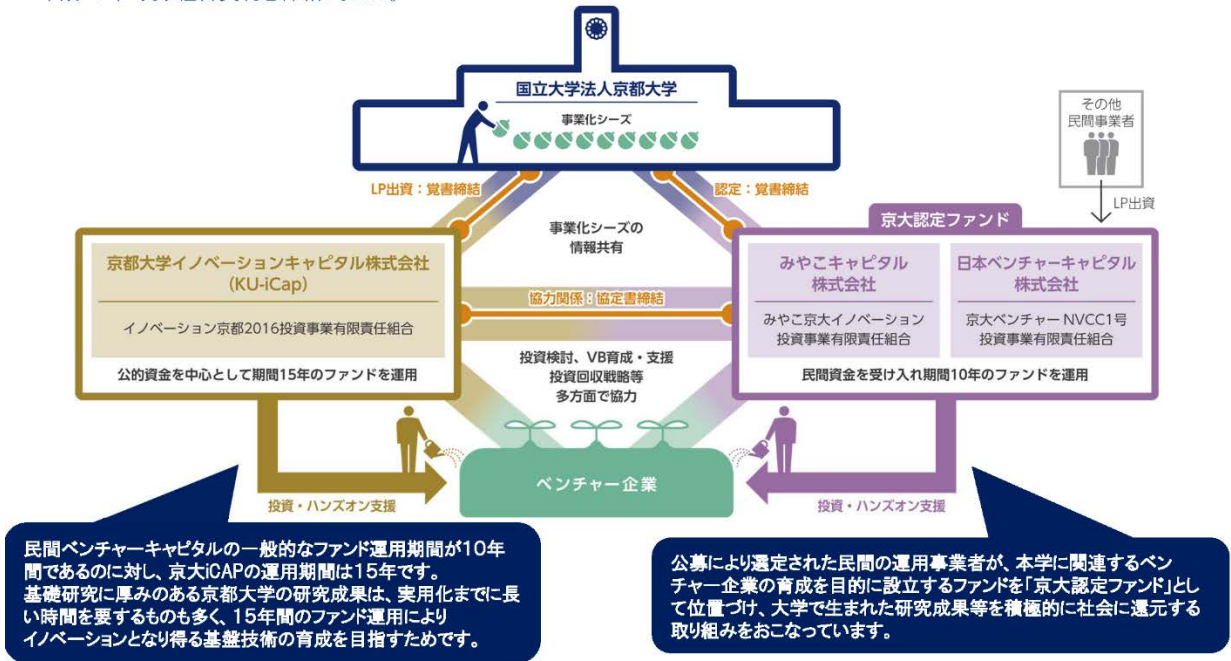 国立大学法人京都大学
事業化シーズ
その他
民間事業者
LP出資
LP出資：覚書締結
認定：覚書締結
事業化シーズの
情報共有
京都大学イノベーションキャピタル株式会社
(KU-iCap)
イノベーション京都2016投資事業有限責任組合
公的資金を中心として期間15年のファンドを運用
協力関係：協定書締結
京大認定ファンド
みやこキャピタル
株式会社
みやこ京大イノベーション
投資事業有限責任組合
日本ベンチャーキャピタル
株式会社
京大ベンチャーNVCC1号
投資事業有限責任組合
民間資金を受け入れ期間10年のファンドを運用
投資検討、VB育成・支援
投資回収戦略等
多方面で協力
ベンチャー企業
投資・ハンズオン支援
投資・ハンズオン支援
民間ベンチャーキャピタルの一般的なファンド運用期間が10年
間であるのに対し、京大iCAPの運用期間は15年です。
基礎研究に厚みのある京都大学の研究成果は、実用化までに長
い時間を要するものも多く、15年間のファンド運用により
イノベーションとなり得る基盤技術の育成を目指すためです。
公募により選定された民間の運用事業者が、本学に関連するベン
チャー企業の育成を目的に設立するファンドを「京大認定ファンド」とし
て位置づけ、大学で生まれた研究成果等を積極的に社会に還元する
取り組みをおこなっています。